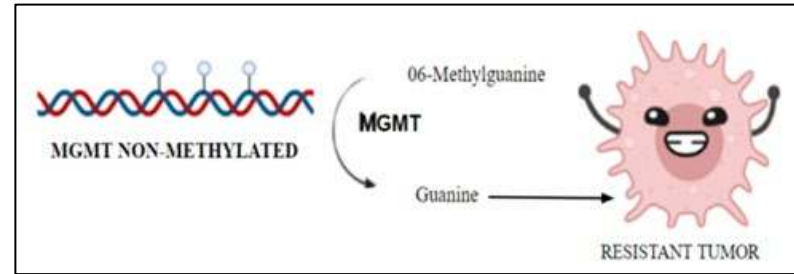 06-Methylguanine
MGMT
MGMT NON-METHYLATED
Guanine
RESISTANT TUMOR